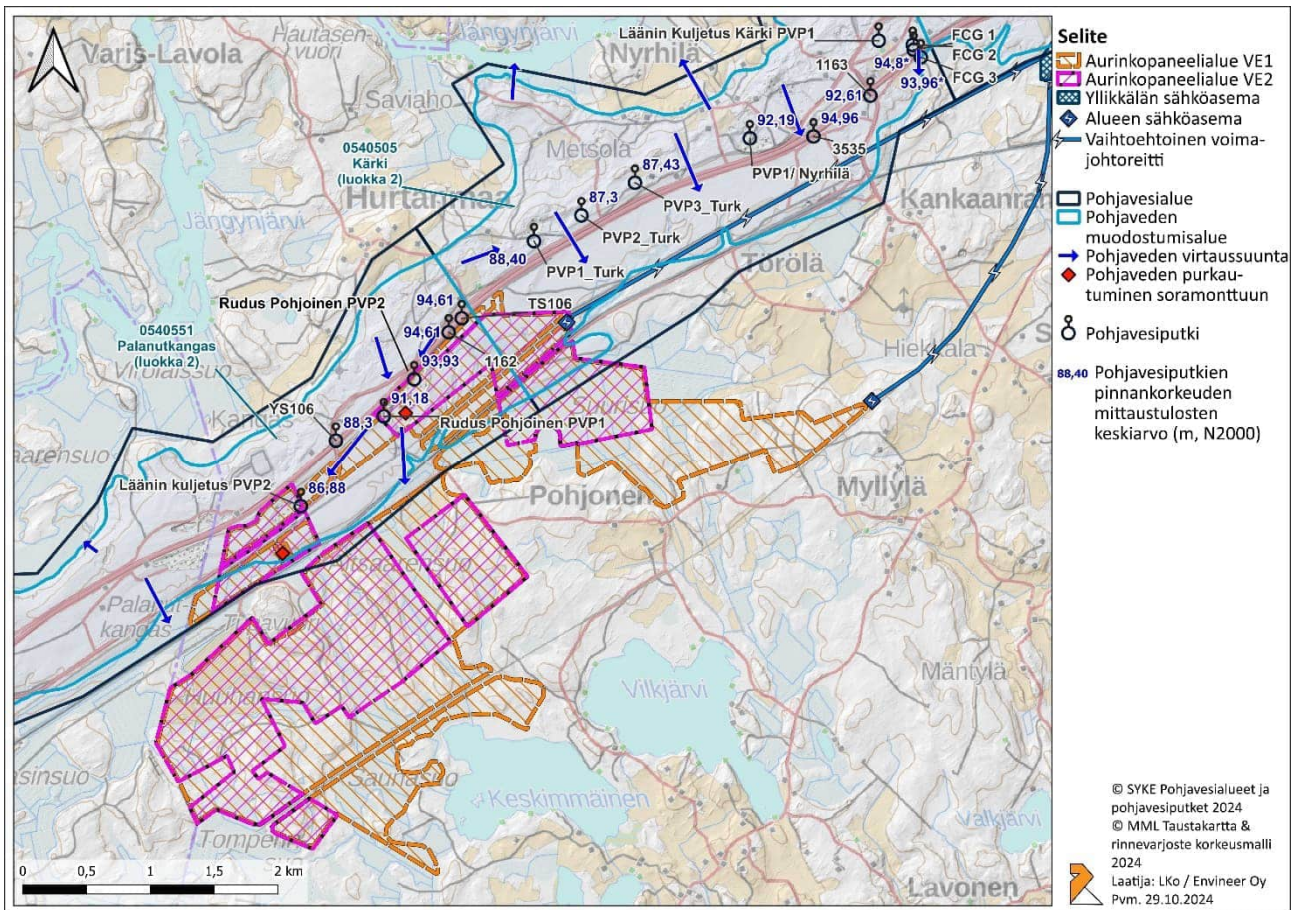 Varis-Lavola
Hautasen-
vuori
Jängynjärvi
Nyrhilä
Läänin Kuljetus Kärki PVP1
FCG 1
FCG 2
FCG 3
94,8*
93,96*
1163
92,61
Saviaho
92,19
94,96
3535
Metsola
0540505
Kärki
(luokka 2)
87,43
PVP1/ Nyrhilä
87,3
PVP3_Turk
PVP2_Turk
88,40
PVP1_Turk
Törölä
Jängynjärvi
Rudus Pohjoinen PVP2
94,61
TS106
94,61
1162
93,93
0540551
Palanutkangas
(luokka 2)
Hiekkala
91,18
YS106
88,3
Rudus Pohjoinen PVP1
Läänin kuljetus PVP2
86,88
Myllylä
Palanut-
kangas
Mäntylä
Vilkjärvi
Saunasuo
Keskimmäinen
Valkjärvi
Lavonen
0 0,5 1 1,5 2 km
Selite
Aurinkopaneelialue VE1
Aurinkopaneelialue VE2
Yllikkälän sähköasema
Alueen sähköasema
Vaihtoehtoinen voima-
johtoreitti
Pohjavesialue
Pohjaveden
muodostumisalue
Pohjaveden virtaussuunta
Pohjaveden purkau-
tuminen soramonttuun
Pohjavesiputki
88,40 Pohjavesiputkien
pinnankorkeuden
mittaustulosten
keskiarvo (m, N2000)
© SYKE Pohjavesialueet ja
pohjavesiputket 2024
© MML Taustakartta &
rinnevarjoste korkeusmalli
2024
Laatija: LKo / Envineer Oy
Pvm. 29.10.2024